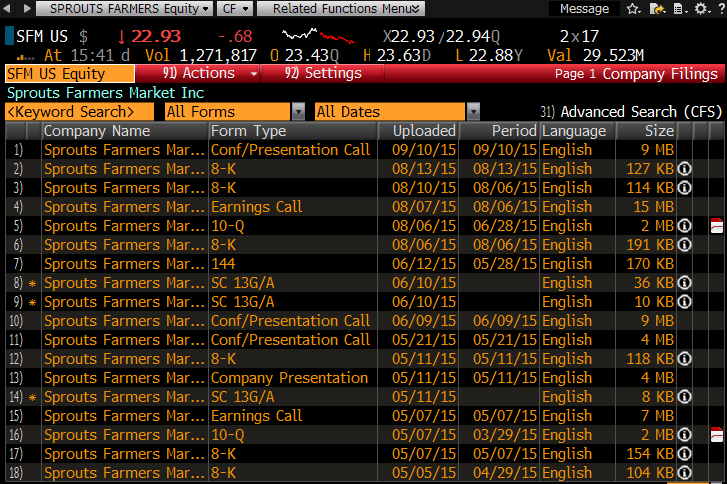 SPROUTS FARMERS Equity CF Related Functions Menu Message
SFM US $ ↓ 22.93 -.68 X22.93 / 22.94Q 2x17
At 15:41 d Vol 1,271,817 O 23.43Q H 23.63D L 22.88Y Val 29.523M
SFM US Equity 91) Actions 92) Settings Page 1 Company Filings
Sprouts Farmers Market Inc
<Keyword Search> All Forms All Dates 31) Advanced Search (CFS)
Company Name Form Type Uploaded Period Language Size
1) Sprouts Farmers Mar... Conf/Presentation Call 09/10/15 09/10/15 English 9 MB
2) Sprouts Farmers Mar... 8-K 08/13/15 08/13/15 English 127 KB
3) Sprouts Farmers Mar... 8-K 08/10/15 08/06/15 English 114 KB
4) Sprouts Farmers Mar... Earnings Call 08/07/15 08/06/15 English 15 MB
5) Sprouts Farmers Mar... 10-Q 08/06/15 06/28/15 English 2 MB
6) Sprouts Farmers Mar... 8-K 08/06/15 08/06/15 English 191 KB
7) Sprouts Farmers Mar... 144 06/12/15 05/28/15 English 170 KB
8) * Sprouts Farmers Mar... SC 13G/A 06/10/15 English 36 KB
9) * Sprouts Farmers Mar... SC 13G/A 06/10/15 English 10 KB
10) Sprouts Farmers Mar... Conf/Presentation Call 06/09/15 06/09/15 English 9 MB
11) Sprouts Farmers Mar... Conf/Presentation Call 05/21/15 05/21/15 English 4 MB
12) Sprouts Farmers Mar... 8-K 05/11/15 05/11/15 English 118 KB
13) Sprouts Farmers Mar... Company Presentation 05/11/15 05/11/15 English 4 MB
14) * Sprouts Farmers Mar... SC 13G/A 05/11/15 English 8 KB
15) Sprouts Farmers Mar... Earnings Call 05/07/15 05/07/15 English 7 MB
16) Sprouts Farmers Mar... 10-Q 05/07/15 03/29/15 English 2 MB
17) Sprouts Farmers Mar... 8-K 05/07/15 05/07/15 English 154 KB
18) Sprouts Farmers Mar... 8-K 05/05/15 04/29/15 English 104 KB